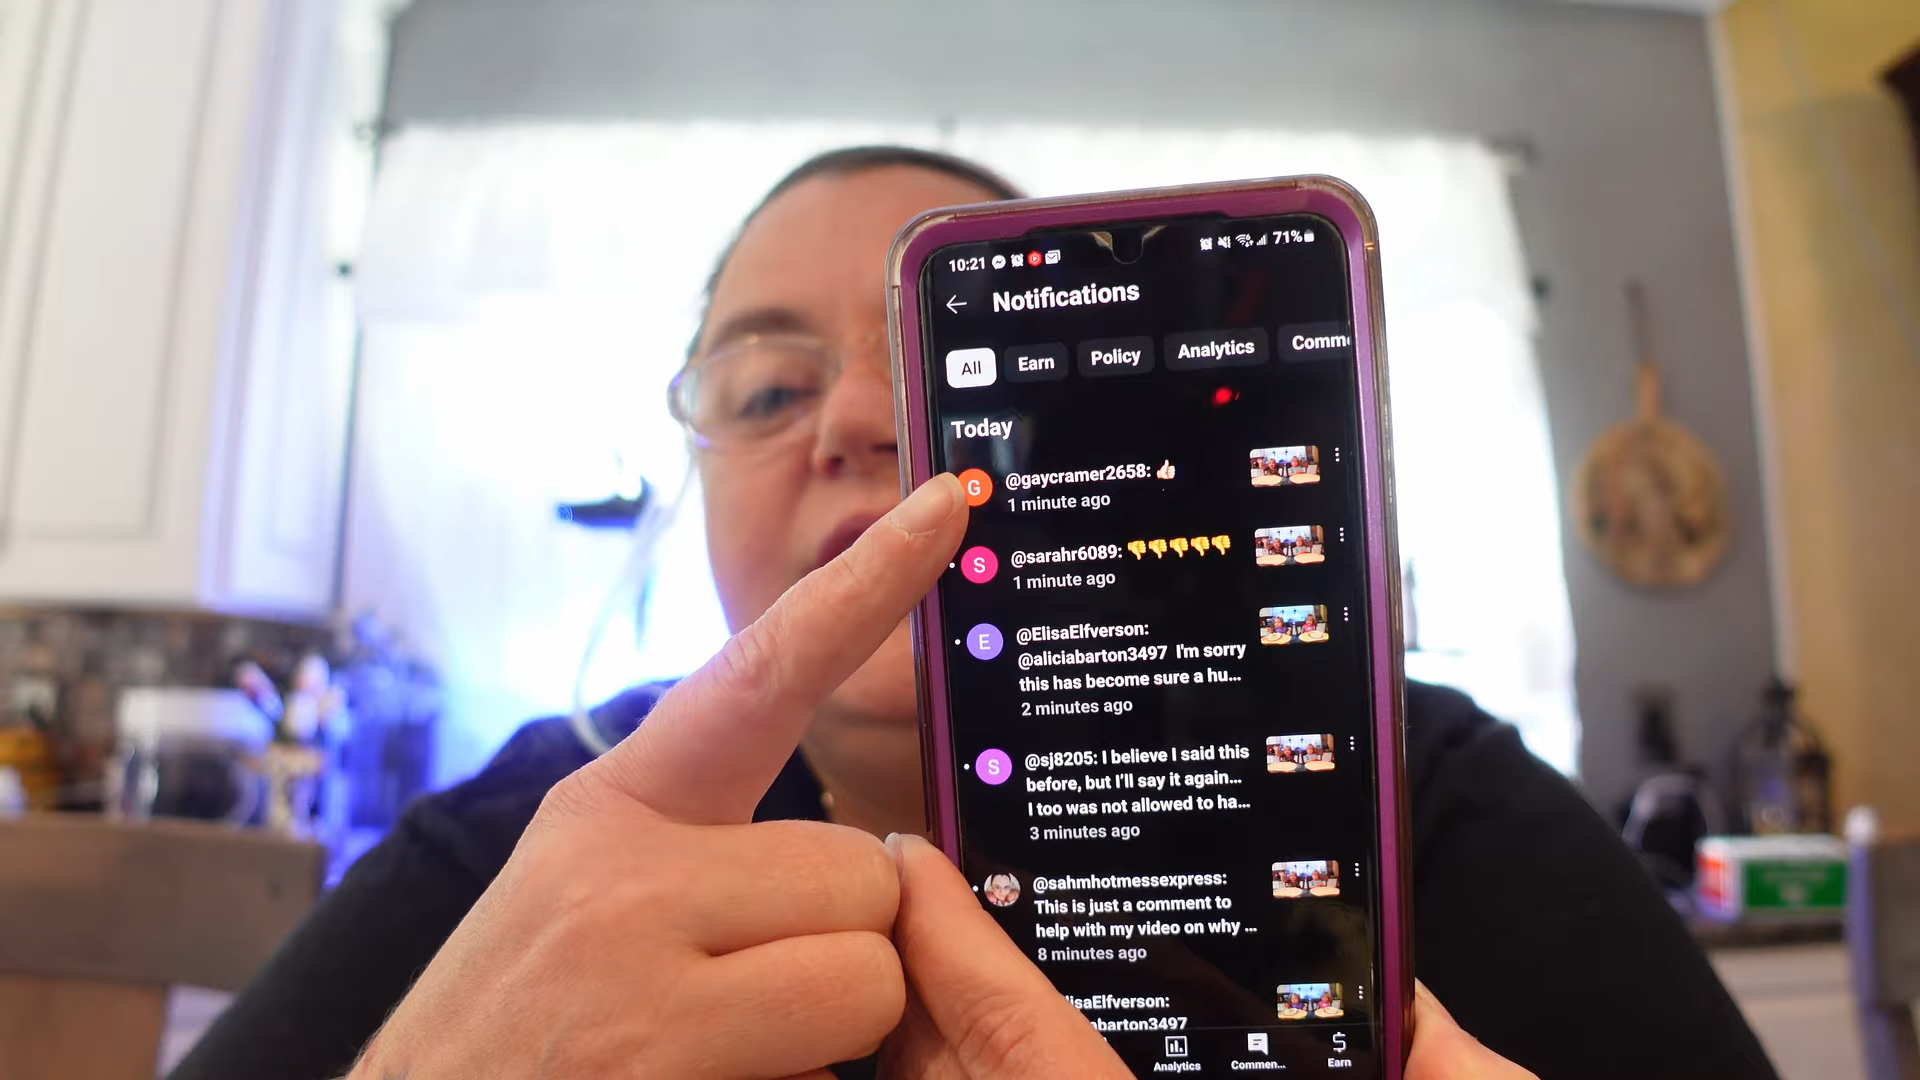 10:21
71%
Notifications
All Earn Policy Analytics Comm
Today
G
@gaycramer2658: 👍🏻
1 minute ago
S
@sarahr6089: 👎👎👎👎👎
1 minute ago
E
@ElisaElfverson:
@aliciabarton3497 I'm sorry
this has become sure a hu...
2 minutes ago
S
@sj8205: I believe I said this
before, but I'll say it again...
I too was not allowed to ha...
3 minutes ago
@sahmhotmessexpress:
This is just a comment to
help with my video on why ...
8 minutes ago
lisaElfverson:
barton3497
Analytics Commen... Earn